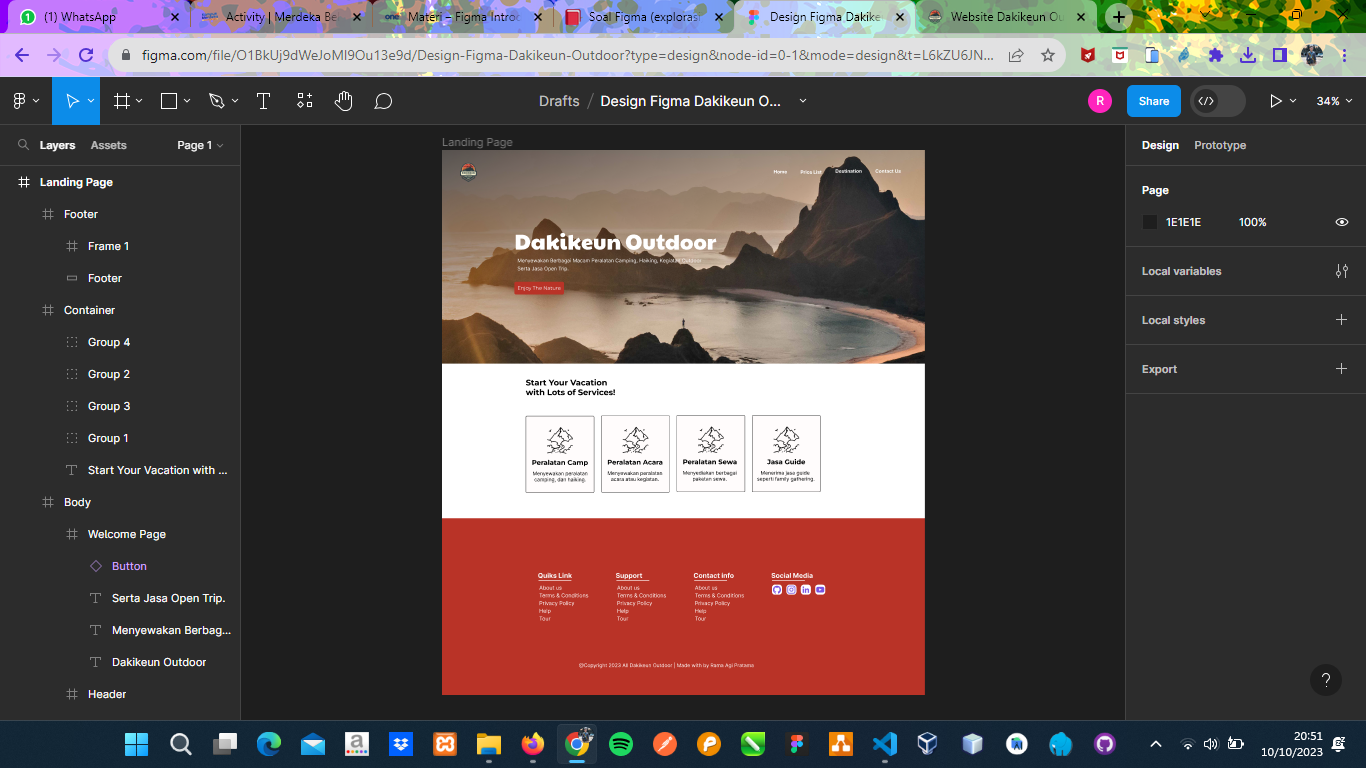 (1) WhatsApp
Activity | Merdeka Be
Materi – Figma Introd
Soal Figma (explorasi
Design Figma Dakike
Website Dakikeun Ou
figma.com/file/O1BkUj9dWeJoMI9Ou13e9d/Design-Figma-Dakikeun-Outdoor?type=design&node-id=0-1&mode=design&t=L6kZU6JN...
Drafts / Design Figma Dakikeun O...
R
Share
34%
Layers
Assets
Page 1
Landing Page
Footer
Frame 1
Footer
Container
Group 4
Group 2
Group 3
Group 1
Start Your Vacation with ...
Body
Welcome Page
Button
Serta Jasa Open Trip.
Menyewakan Berbag...
Dakikeun Outdoor
Header
Landing Page
Home Price List Destination Contact Us
Dakikeun Outdoor
Menyewakan Berbagai Macam Peralatan Camping, Haiking, Kegiatan Outdoor
Serta Jasa Open Trip.
Enjoy The Nature
Start Your Vacation
with Lots of Services!
Peralatan Camp
Menyewakan peralatan
camping, dan haiking.
Peralatan Acara
Menyewakan peralatan
acara atau kegiatan.
Peralatan Sewa
Menyediakan berbagai
pakaian sewa.
Jasa Guide
Menerima jasa guide
seperti family gathering.
Quiks Link
About us
Terms & Conditions
Privacy Policy
Help
Tour
Support
About us
Terms & Conditions
Privacy Policy
Help
Tour
Contact info
About us
Terms & Conditions
Privacy Policy
Help
Tour
Social Media
@Copyright 2023 All Dakikeun Outdoor | Made with by Rama Agi Pratama
Design
Prototype
Page
1E1E1E 100%
Local variables
Local styles
Export
?
20:51
10/10/2023